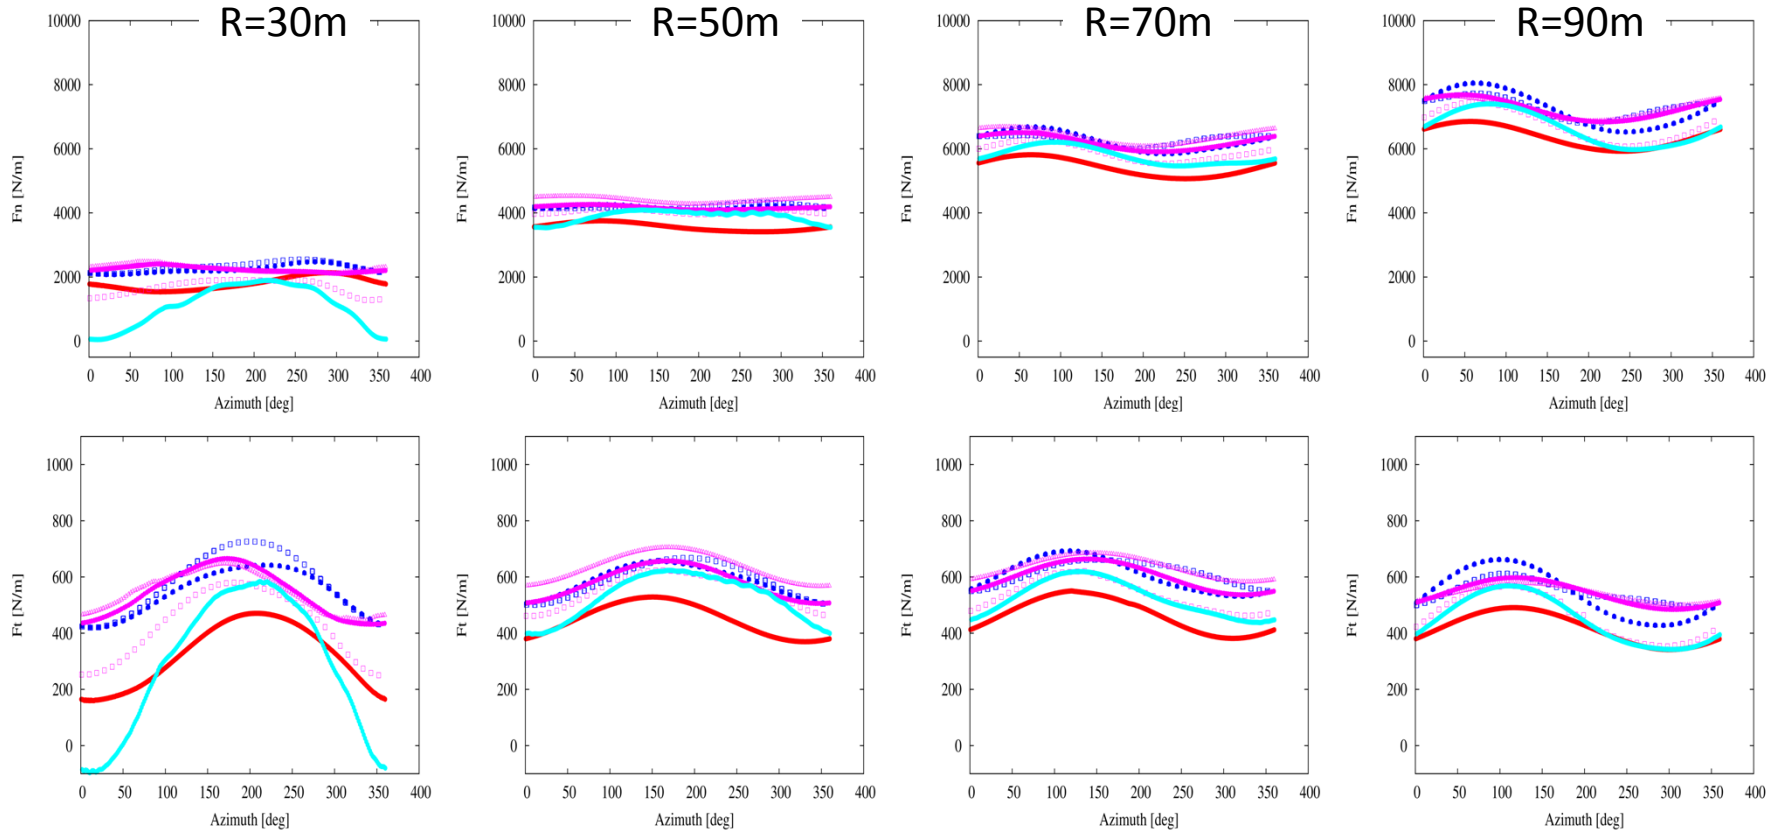 R=30m R=50m R=70m R=90m
10000 10000 10000 10000
8000 8000 8000 8000
6000 6000 6000 6000
Fn [N/m] Fn [N/m] Fn [N/m] Fn [N/m]
4000 4000 4000 4000
2000 2000 2000 2000
0 0 0 0
0 50 100 150 200 250 300 350 400 0 50 100 150 200 250 300 350 400 0 50 100 150 200 250 300 350 400 0 50 100 150 200 250 300 350 400
Azimuth [deg] Azimuth [deg] Azimuth [deg] Azimuth [deg]
1000 1000 1000 1000
800 800 800 800
600 600 600 600
Ft [N/m] Ft [N/m] Ft [N/m] Ft [N/m]
400 400 400 400
200 200 200 200
0 0 0 0
0 50 100 150 200 250 300 350 400 0 50 100 150 200 250 300 350 400 0 50 100 150 200 250 300 350 400 0 50 100 150 200 250 300 350 400
Azimuth [deg] Azimuth [deg] Azimuth [deg] Azimuth [deg]